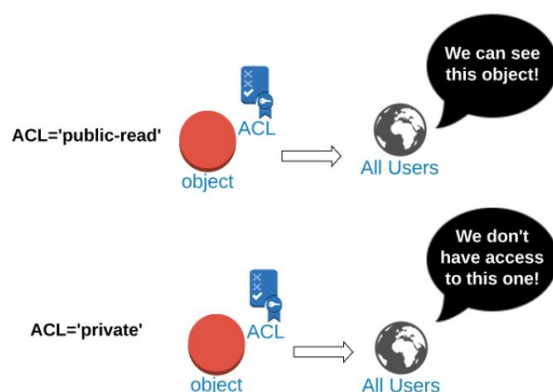 We can see
this object!
ACL='public-read'
ACL
object
All Users
We don't
have access
to this one!
ACL='private'
ACL
object
All Users